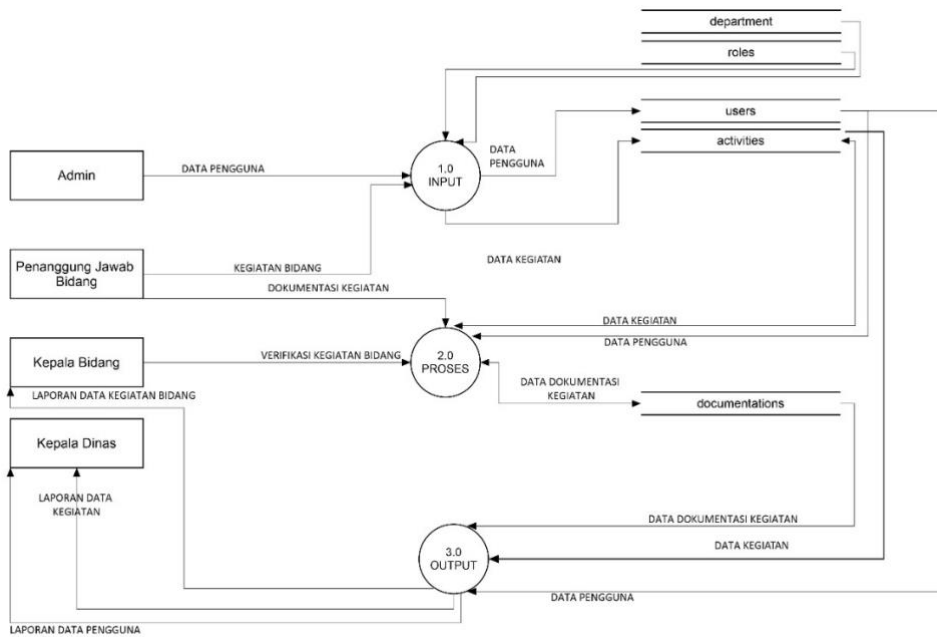 department
roles
users
activities
DATA
PENGGUNA
1.0
INPUT
Admin
DATA PENGGUNA
Penanggung Jawab
Bidang
KEGIATAN BIDANG
DATA KEGIATAN
DOKUMENTASI KEGIATAN
DATA KEGIATAN
DATA PENGGUNA
2.0
PROSES
Kepala Bidang
VERIFIKASI KEGIATAN BIDANG
DATA DOKUMENTASI
KEGIATAN
documentations
LAPORAN DATA KEGIATAN BIDANG
Kepala Dinas
LAPORAN DATA
KEGIATAN
DATA DOKUMENTASI KEGIATAN
3.0
OUTPUT
DATA KEGIATAN
DATA PENGGUNA
LAPORAN DATA PENGGUNA